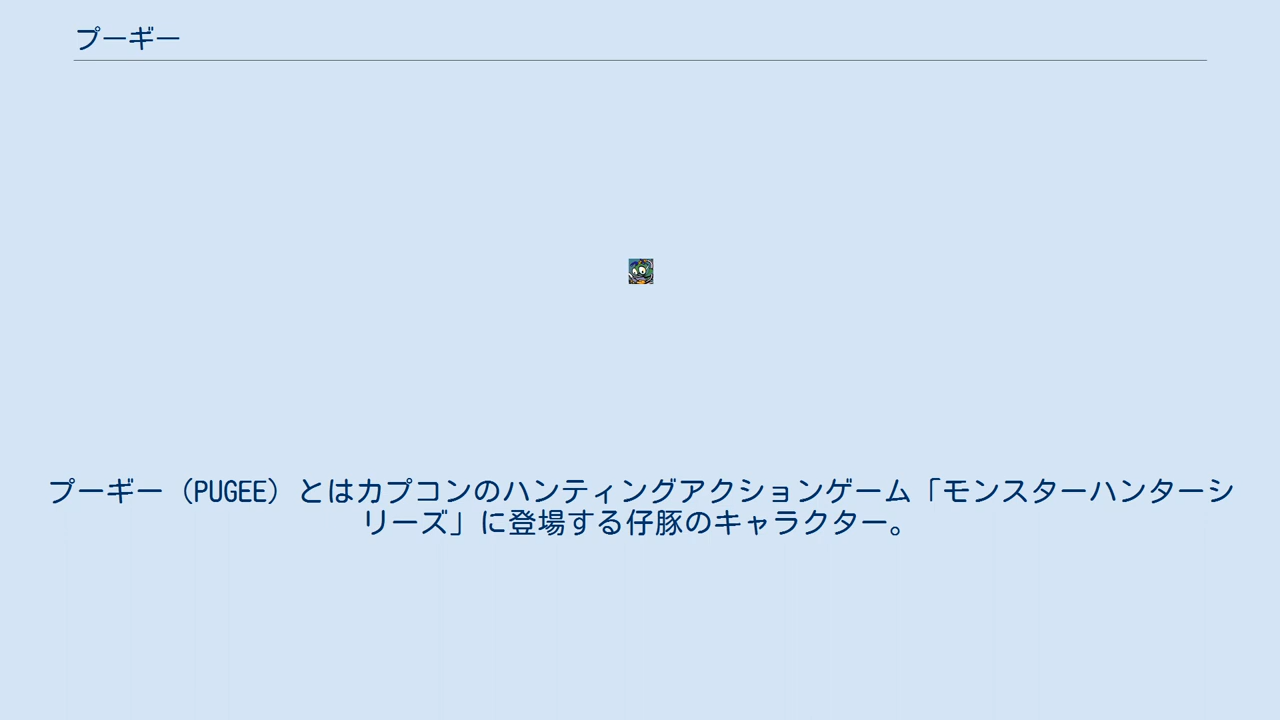 プーギー
プーギー（PUGEE）とはカプコンのハンティングアクションゲーム「モンスターハンターシ
リーズ」に登場する仔豚のキャラクター。